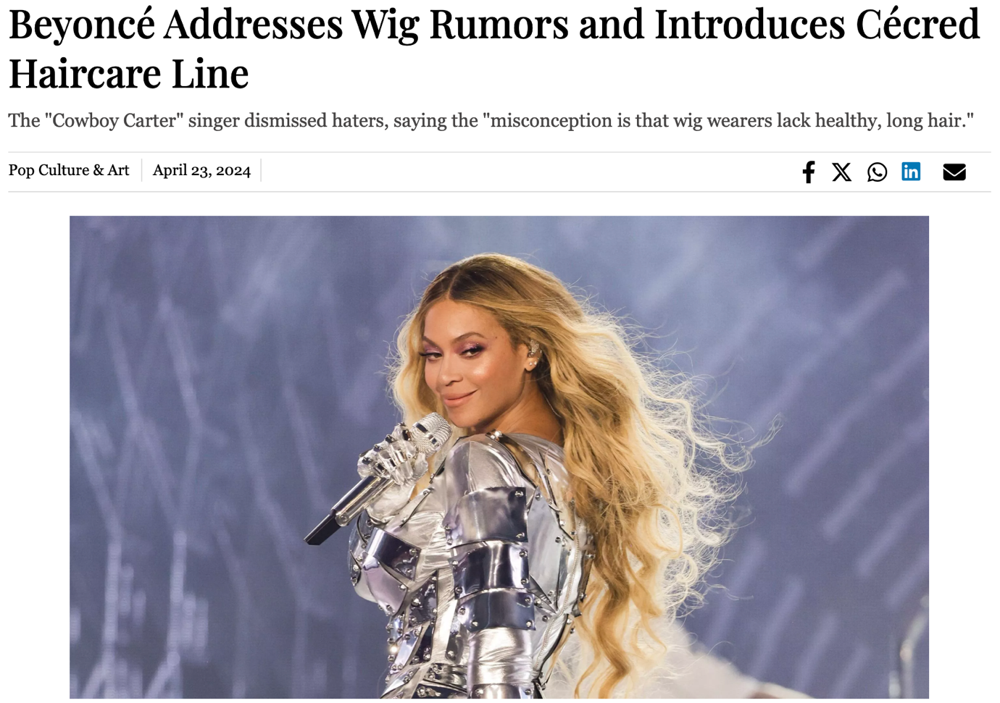 Beyoncé Addresses Wig Rumors and Introduces Cécred
Haircare Line
The "Cowboy Carter" singer dismissed haters, saying the "misconception is that wig wearers lack healthy, long hair."
Pop Culture & Art
April 23, 2024
in